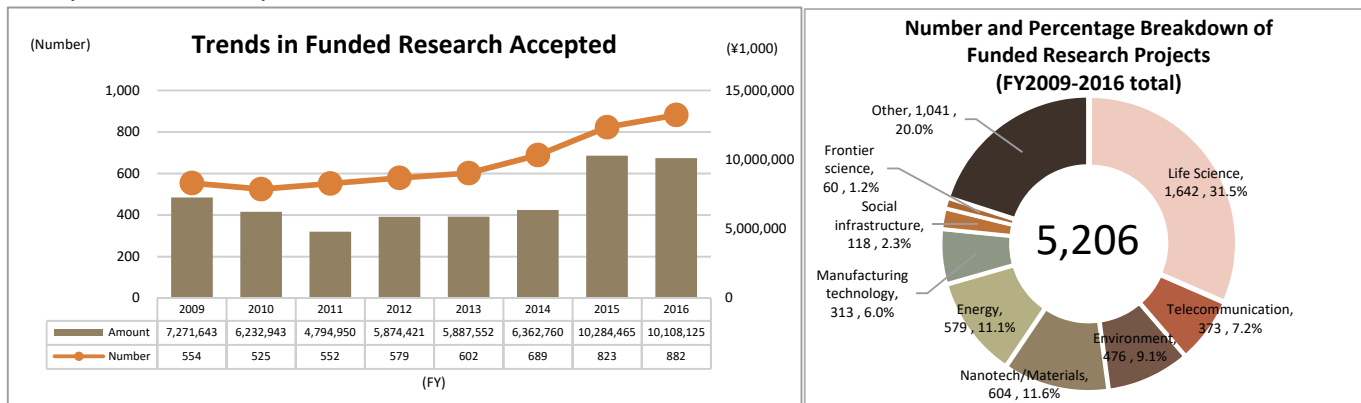 (Number)
Trends in Funded Research Accepted
(¥1,000)
1,000
800
600
400
200
0
15,000,000
10,000,000
5,000,000
0
2009 2010 2011 2012 2013 2014 2015 2016
Amount 7,271,643 6,232,943 4,794,950 5,874,421 5,887,552 6,362,760 10,284,465 10,108,125
Number 554 525 552 579 602 689 823 882
(FY)
Number and Percentage Breakdown of
Funded Research Projects
(FY2009-2016 total)
Other, 1,041 ,
20.0%
Frontier
science,
60 , 1.2%
Social
infrastructure,
118 , 2.3%
Manufacturing
technology,
313 , 6.0%
Energy,
579 , 11.1%
Nanotech/Materials,
604 , 11.6%
Environment,
476 , 9.1%
Telecommunication,
373 , 7.2%
Life Science,
1,642 , 31.5%
5,206